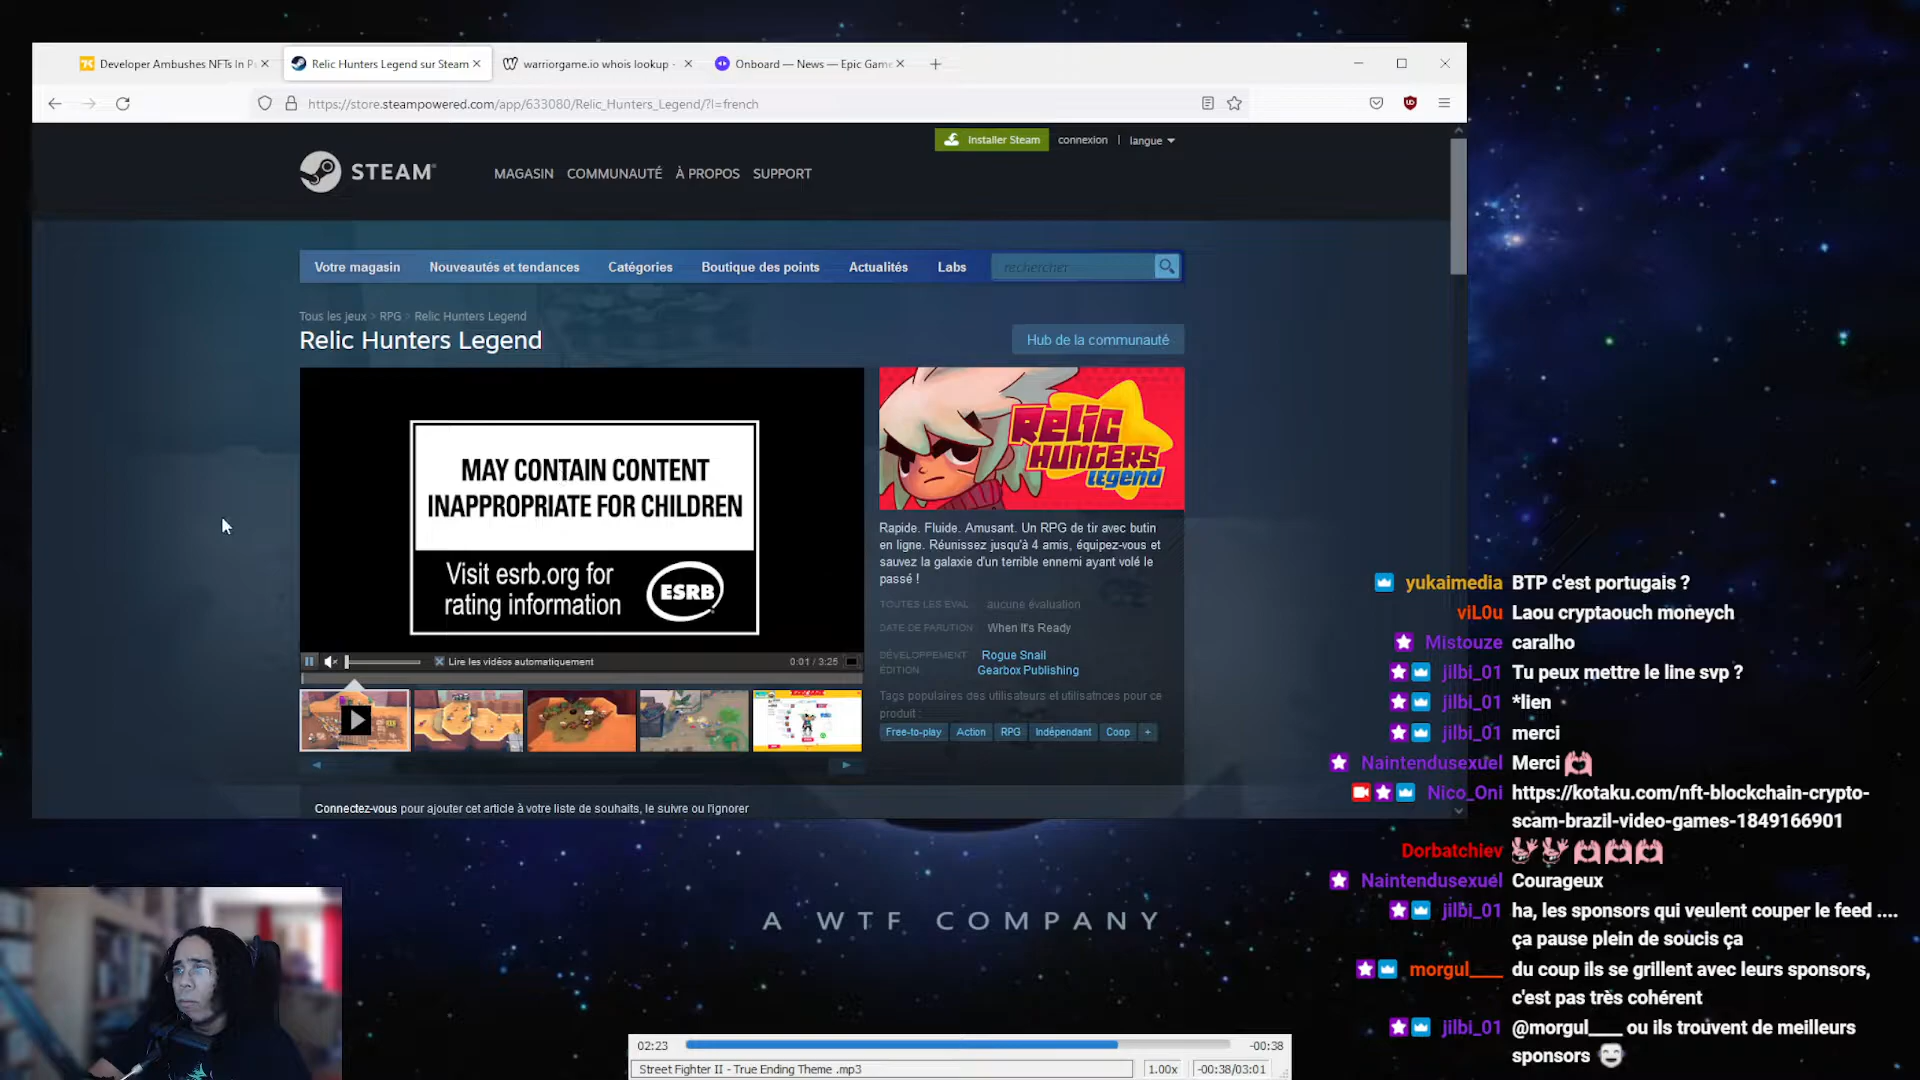 Developer Ambushes NFTs In P
Relic Hunters Legend sur Steam
warriorgame.io whois lookup -
Onboard — News — Epic Game
https://store.steampowered.com/app/633080/Relic_Hunters_Legend/?l=french
Installer Steam
connexion
langue
STEAM
MAGASIN COMMUNAUTÉ À PROPOS SUPPORT
Votre magasin Nouveautés et tendances Catégories Boutique des points Actualités Labs rechercher
Tous les jeux > RPG > Relic Hunters Legend
Relic Hunters Legend
Hub de la communauté
MAY CONTAIN CONTENT
INAPPROPRIATE FOR CHILDREN
Visit esrb.org for
rating information
ESRB
Lire les vidéos automatiquement
0:01 / 3:25
RELIC
HUNTERS
Legend
Rapide. Fluide. Amusant. Un RPG de tir avec butin
en ligne. Réunissez jusqu'à 4 amis, équipez-vous et
sauvez la galaxie d'un terrible ennemi ayant volé le
passé !
TOUTES LES ÉVAL. aucune évaluation
DATE DE PARUTION: When It's Ready
DÉVELOPPEMENT: Rogue Snail
ÉDITION: Gearbox Publishing
Tags populaires des utilisateurs et utilisatrices pour ce
produit :
Free-to-play Action RPG Indépendant Coop +
Connectez-vous pour ajouter cet article à votre liste de souhaits, le suivre ou l'ignorer
yukaimedia BTP c'est portugais ?
viL0u Laou cryptaouch moneych
Mistouze caralho
jilbi_01 Tu peux mettre le line svp ?
jilbi_01 *lien
jilbi_01 merci
Naintendusexuel Merci
Nico_Oni https://kotaku.com/nft-blockchain-crypto-
scam-brazil-video-games-1849166901
Dorbatchiev
Naintendusexuel Courageux
jilbi_01 ha, les sponsors qui veulent couper le feed ....
ça pause plein de soucis ça
morgul____ du coup ils se grillent avec leurs sponsors,
c'est pas très cohérent
jilbi_01 @morgul____ ou ils trouvent de meilleurs
sponsors
A WTF COMPANY
02:23 -00:38
Street Fighter II - True Ending Theme .mp3 1.00x -00:38/03:01